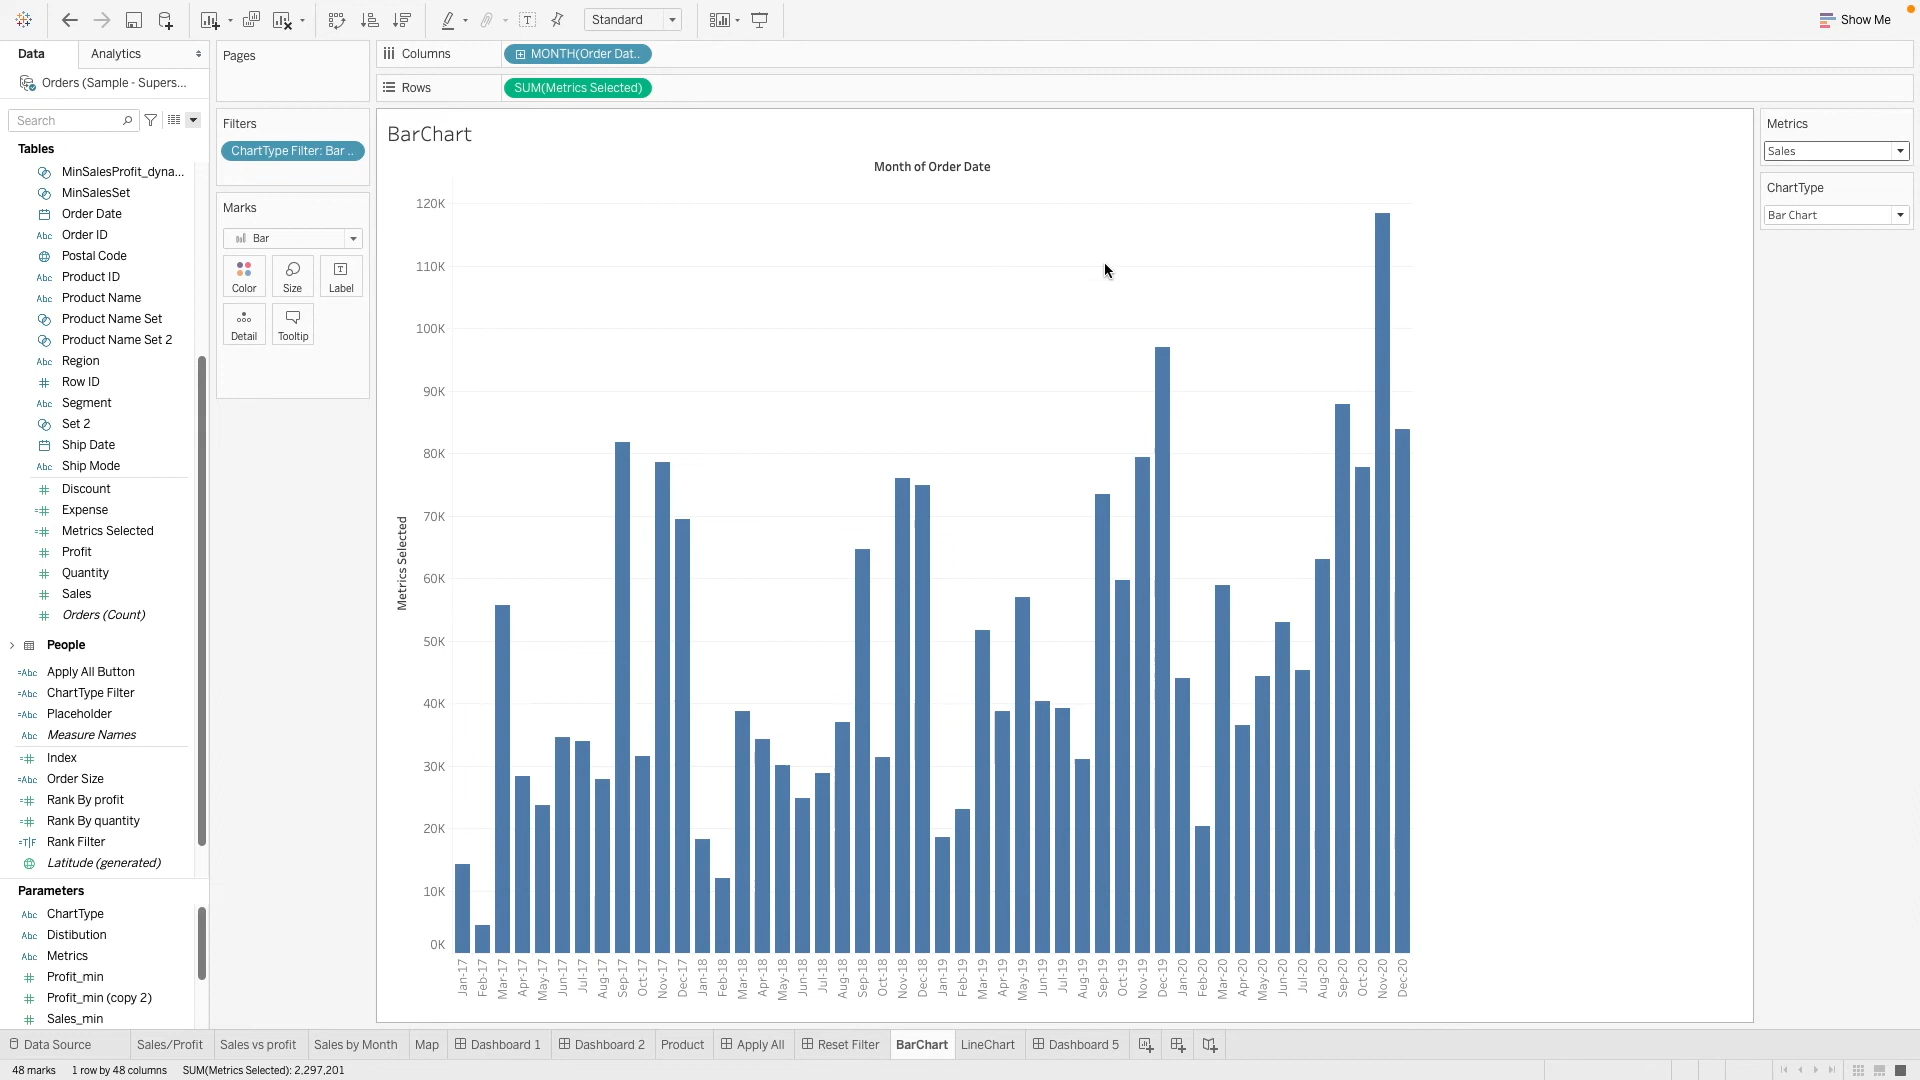 Standard
Show Me
Data
Analytics
Pages
Columns
MONTH(Order Dat..
Orders (Sample - Supers...
Rows
SUM(Metrics Selected)
Search
Filters
ChartType Filter: Bar ..
Tables
MinSalesProfit_dyna...
MinSalesSet
Order Date
Order ID
Postal Code
Product ID
Product Name
Product Name Set
Product Name Set 2
Region
Row ID
Segment
Set 2
Ship Date
Ship Mode
Discount
Expense
Metrics Selected
Profit
Quantity
Sales
Orders (Count)
People
Apply All Button
ChartType Filter
Placeholder
Measure Names
Index
Order Size
Rank By profit
Rank By quantity
Rank Filter
Latitude (generated)
Parameters
ChartType
Distibution
Metrics
Profit_min
Profit_min (copy 2)
Sales_min
Marks
Bar
Color
Size
Label
Detail
Tooltip
BarChart
Month of Order Date
120K
110K
100K
90K
80K
70K
60K
50K
40K
30K
20K
10K
0K
Metrics Selected
Jan-17
Feb-17
Mar-17
Apr-17
May-17
Jun-17
Jul-17
Aug-17
Sep-17
Oct-17
Nov-17
Dec-17
Jan-18
Feb-18
Mar-18
Apr-18
May-18
Jun-18
Jul-18
Aug-18
Sep-18
Oct-18
Nov-18
Dec-18
Jan-19
Feb-19
Mar-19
Apr-19
May-19
Jun-19
Jul-19
Aug-19
Sep-19
Oct-19
Nov-19
Dec-19
Jan-20
Feb-20
Mar-20
Apr-20
May-20
Jun-20
Jul-20
Aug-20
Sep-20
Oct-20
Nov-20
Dec-20
Metrics
Sales
ChartType
Bar Chart
Data Source
Sales/Profit
Sales vs profit
Sales by Month
Map
Dashboard 1
Dashboard 2
Product
Apply All
Reset Filter
BarChart
LineChart
Dashboard 5
48 marks
1 row by 48 columns
SUM(Metrics Selected): 2,297,201